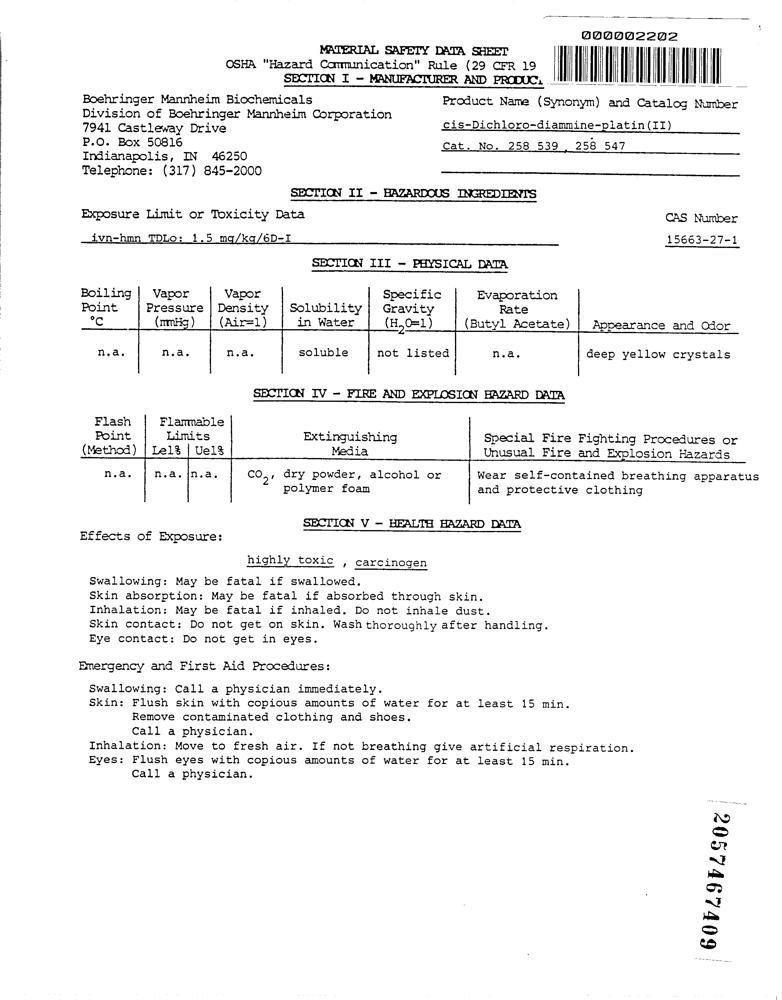 000002202
MATERIAL SAFETY DATA SHEET
OSHA "Hazard Communication" Rule (29 CFR 19
SECTION I - MANUFACTURER AND PRODUC
Boehringer Mannheim Biochemicals
Division of Boehringer Mannheim Corporation
7941 Castleway Drive
P.O. Box 50816
Indianapolis, IN 46250
Telephone: (317) 845-2000
Product Name (Synonym) and Catalog Number
cis-Dichloro-diammine-platin(II)
Cat. No. 258 539 , 258 547
SECTION II - HAZARDOUS INGREDIENTS
Exposure Limit or Toxicity Data
CAS Number
ivn-hmn TDLo: 1.5 mg/kg/6D-I
15663-27-1
SECTION III - PHYSICAL DATA
Boiling Vapor Vapor Specific Evaporation
Point Pressure Density Solubility Gravity Rate
°C (mmHg) (Air=1) in Water (H2O=1) (Butyl Acetate) Appearance and Odor
n.a. n.a. n.a. soluble not listed n.a. deep yellow crystals
SECTION IV - FIRE AND EXPLOSION HAZARD DATA
Flash Flammable
Point Limits Extinguishing Special Fire Fighting Procedures or
(Method) Lel% Uel% Media Unusual Fire and Explosion Hazards
n.a. n.a. n.a. CO2, dry powder, alcohol or Wear self-contained breathing apparatus
polymer foam and protective clothing
SECTION V - HEALTH HAZARD DATA
Effects of Exposure:
highly toxic , carcinogen
Swallowing: May be fatal if swallowed.
Skin absorption: May be fatal if absorbed through skin.
Inhalation: May be fatal if inhaled. Do not inhale dust.
Skin contact: Do not get on skin. Wash thoroughly after handling.
Eye contact: Do not get in eyes.
Emergency and First Aid Procedures:
Swallowing: Call a physician immediately.
Skin: Flush skin with copious amounts of water for at least 15 min.
Remove contaminated clothing and shoes.
Call a physician.
Inhalation: Move to fresh air. If not breathing give artificial respiration.
Eyes: Flush eyes with copious amounts of water for at least 15 min.
Call a physician.
2057467409